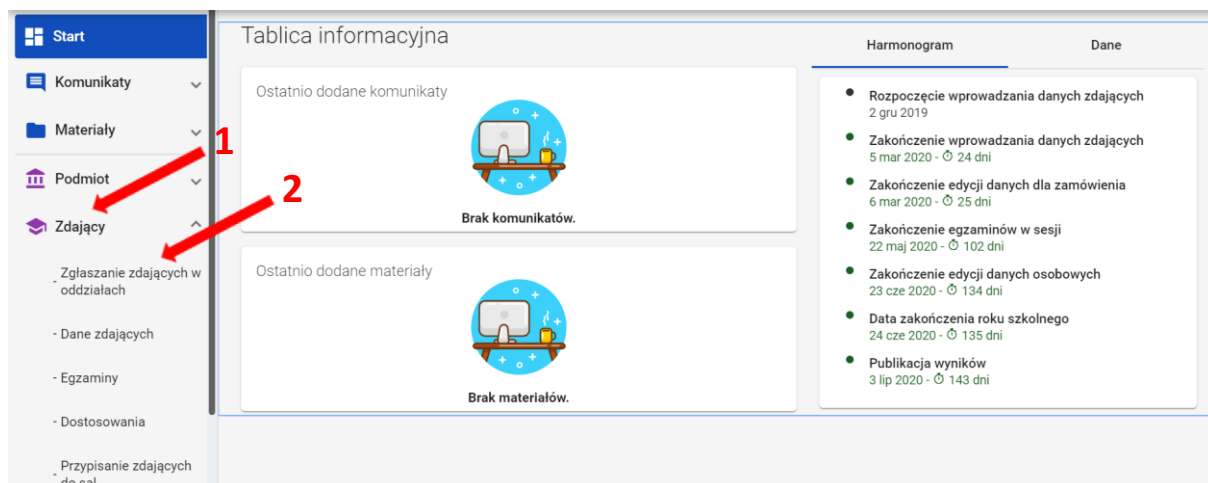 Start
Komunikaty
Materiały
1
Podmiot
2
Zdający
Zgłaszanie zdających w
- oddziałach
- Dane zdających
- Egzaminy
- Dostosowania
- Przypisanie zdających
do sal
Tablica informacyjna
Ostatnio dodane komunikaty
Brak komunikatów.
Ostatnio dodane materiały
Brak materiałów.
Harmonogram
Dane
Rozpoczęcie wprowadzania danych zdających
2 gru 2019
Zakończenie wprowadzania danych zdających
5 mar 2020 - 24 dni
Zakończenie edycji danych dla zamówienia
6 mar 2020 - 25 dni
Zakończenie egzaminów w sesji
22 maj 2020 - 102 dni
Zakończenie edycji danych osobowych
23 cze 2020 - 134 dni
Data zakończenia roku szkolnego
24 cze 2020 - 135 dni
Publikacja wyników
3 lip 2020 - 143 dni